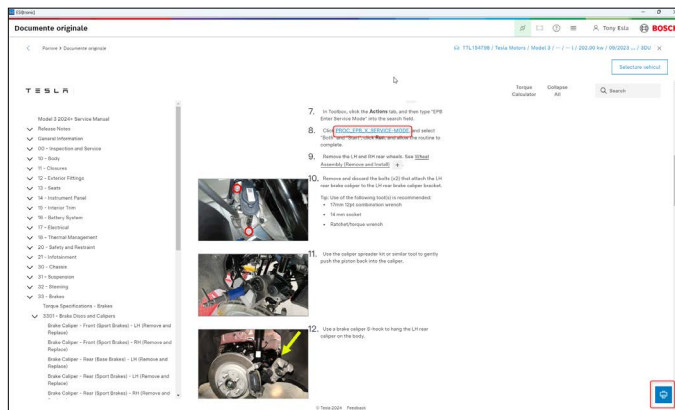 ESI[tronic]
Documente originale
Tony Esla
BOSCH
Pornire > Documente originale
TTL154798 / Tesla Motors / Model 3 / -- / -- ( / 202.00 kw / 09/2023 ... / 3DU
Selectare vehicul
TESLA
Torque Calculator
Collapse All
Search
Model 3 2024+ Service Manual
Release Notes
General Information
00 - Inspection and Service
10 - Body
11 - Closures
12 - Exterior Fittings
13 - Seats
14 - Instrument Panel
15 - Interior Trim
16 - Battery System
17 - Electrical
18 - Thermal Management
20 - Safety and Restraint
21 - Infotainment
30 - Chassis
31 - Suspension
32 - Steering
33 - Brakes
Torque Specifications - Brakes
3301 - Brake Discs and Calipers
Brake Caliper - Front (Sport Brakes) - LH (Remove and
Replace)
Brake Caliper - Front (Sport Brakes) - RH (Remove and
Replace)
Brake Caliper - Rear (Base Brakes) - LH (Remove and
Replace)
Brake Caliper - Rear (Sport Brakes) - LH (Remove and
Replace)
Brake Caliper - Rear (Sport Brakes) - RH (Remove and
7. In Toolbox, click the Actions tab, and then type "EPB
Enter Service Mode" into the search field.
8. Click PROC_EPB_X_SERVICE-MODE, and select
"Both" and "Start", click Run, and allow the routine to
complete.
9. Remove the LH and RH rear wheels. See Wheel
Assembly (Remove and Install) +
10. Remove and discard the bolts (x2) that attach the LH
rear brake caliper to the LH rear brake caliper bracket.
Tip: Use of the following tool(s) is recommended:
• 17mm 12pt combination wrench
• 14 mm socket
• Ratchet/torque wrench
11. Use the caliper spreader kit or similar tool to gently
push the piston back into the caliper.
12. Use a brake caliper S-hook to hang the LH rear
caliper on the body.
© Tesla 2024 Feedback